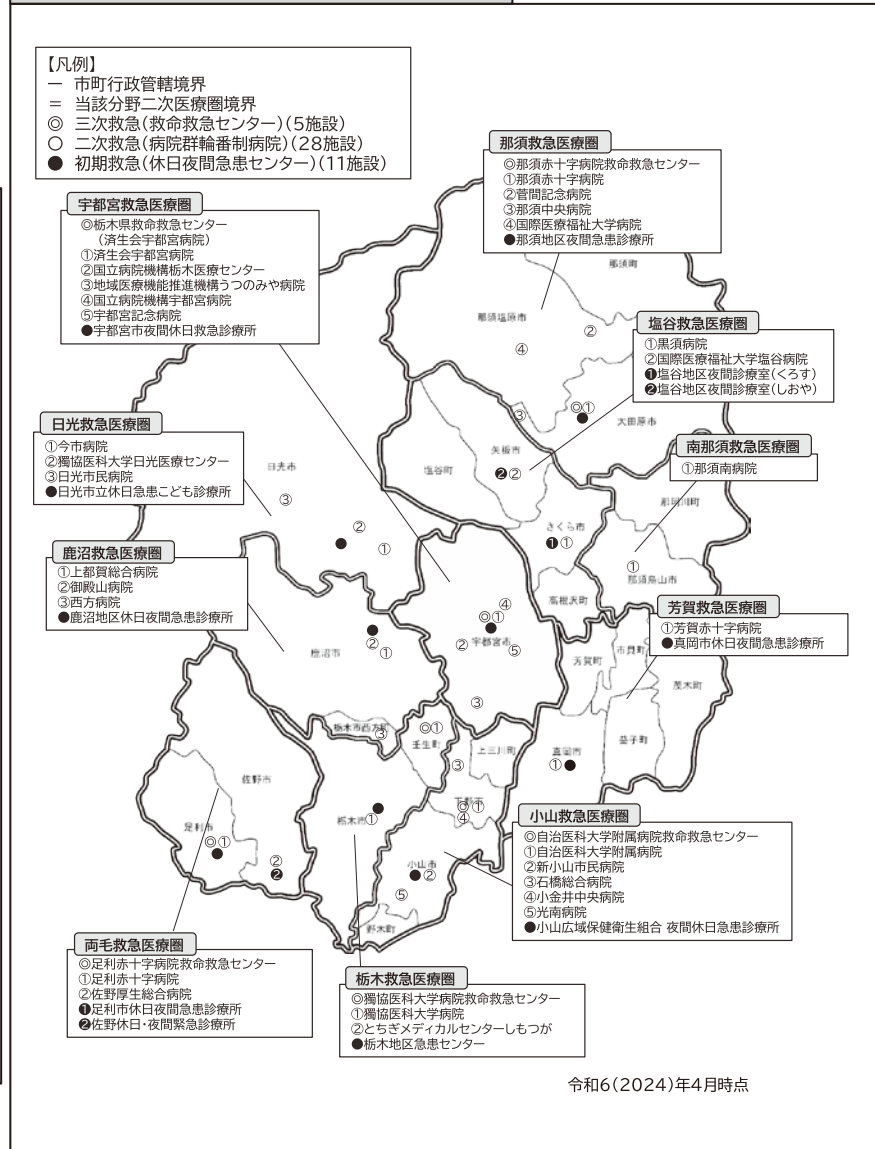 【凡例】
― 市町行政管轄境界
= 当該分野二次医療圏境界
◎ 三次救急(救命救急センター)(5施設)
○ 二次救急(病院群輪番制病院)(28施設)
● 初期救急(休日夜間急患センター)(11施設)
那須救急医療圏
◎那須赤十字病院救命救急センター
①那須赤十字病院
②菅間記念病院
③那須中央病院
④国際医療福祉大学病院
●那須地区夜間急患診療所
宇都宮救急医療圏
◎栃木県救命救急センター
(済生会宇都宮病院)
①済生会宇都宮病院
②国立病院機構栃木医療センター
③地域医療機能推進機構うつのみや病院
④国立病院機構宇都宮病院
⑤宇都宮記念病院
●宇都宮市夜間休日救急診療所
那須町
那須塩原市
②
④
塩谷救急医療圏
①黒須病院
②国際医療福祉大学塩谷病院
❶塩谷地区夜間診療室(くろす)
❷塩谷地区夜間診療室(しおや)
③
◎①
●
大田原市
日光救急医療圏
①今市病院
②獨協医科大学日光医療センター
③日光市民病院
●日光市立休日急患こども診療所
南那須救急医療圏
①那須南病院
日光市
③
塩谷町
矢板市
❷②
那珂川町
②
●
①
さくら市
❶①
①
那須烏山市
鹿沼救急医療圏
①上都賀総合病院
②御殿山病院
③西方病院
●鹿沼地区休日夜間急患診療所
高根沢町
芳賀救急医療圏
①芳賀赤十字病院
●真岡市休日夜間急患診療所
④
◎①
●
②
宇都宮市
⑤
③
●
②
①
鹿沼市
芳賀町
市貝町
茂木町
益子町
栃木市西方町
③
◎①
壬生町
上三川町
③
真岡市
①●
佐野市
足利市
◎①
●
②
❷
●
栃木市
①
下野市
◎①
④
小山市
●②
⑤
野木町
小山救急医療圏
◎自治医科大学附属病院救命救急センター
①自治医科大学附属病院
②新小山市民病院
③石橋総合病院
④小金井中央病院
⑤光南病院
●小山広域保健衛生組合 夜間休日急患診療所
両毛救急医療圏
◎足利赤十字病院救命救急センター
①足利赤十字病院
②佐野厚生総合病院
❶足利市休日夜間急患診療所
❷佐野休日・夜間緊急診療所
栃木救急医療圏
◎獨協医科大学病院救命救急センター
①獨協医科大学病院
②とちぎメディカルセンターしもつが
●栃木地区急患センター
令和6(2024)年4月時点